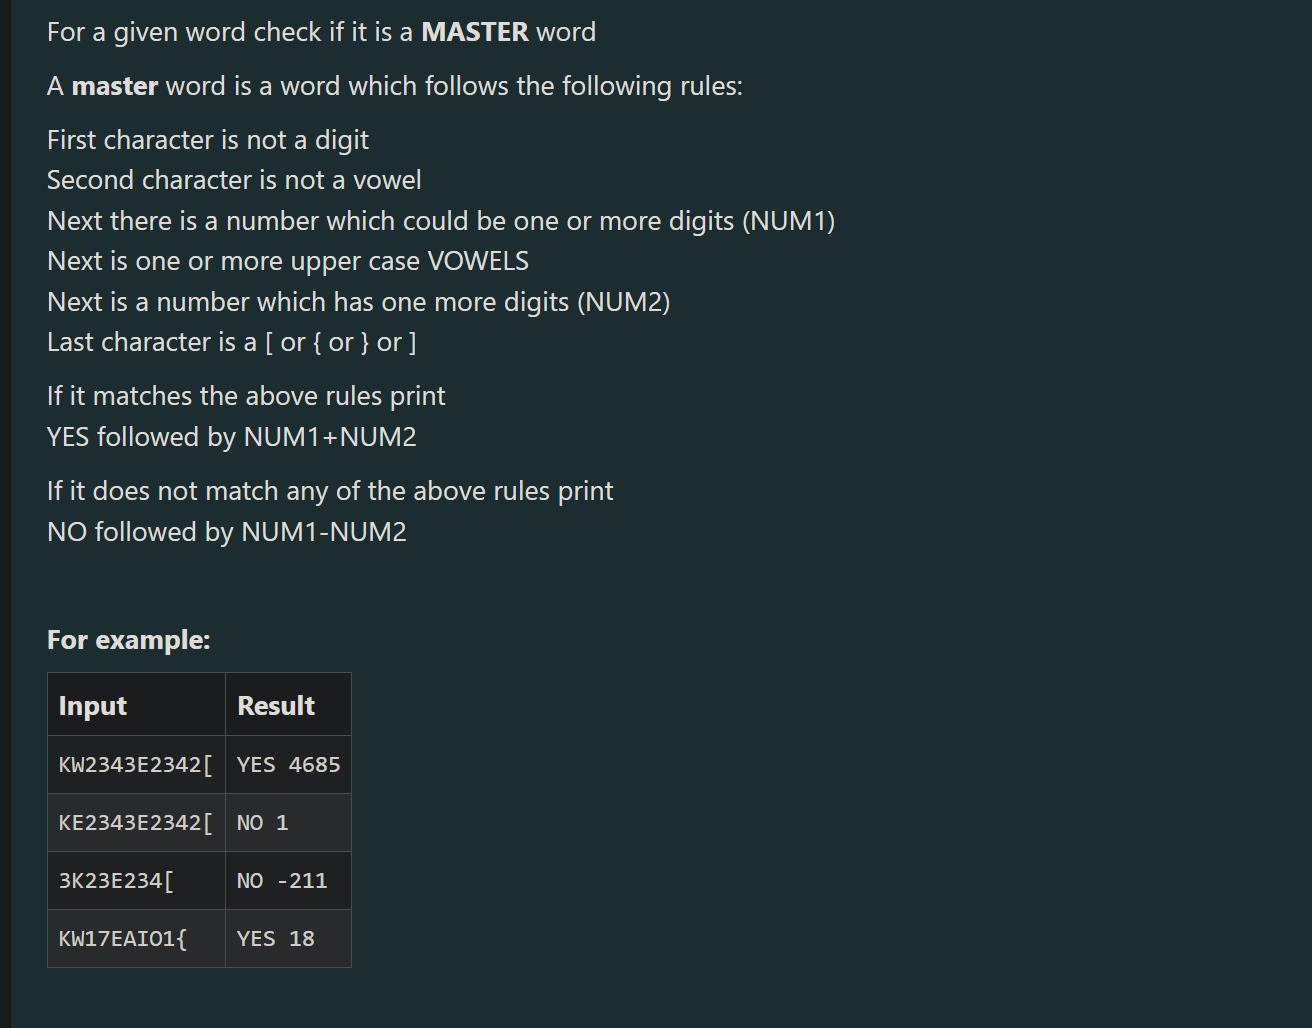 For a given word check if it is a MASTER word
A master word is a word which follows the following rules:
First character is not a digit
Second character is not a vowel
Next there is a number which could be one or more digits (NUM1)
Next is one or more upper case VOWELS
Next is a number which has one more digits (NUM2)
Last character is a [ or { or } or ]
If it matches the above rules print
YES followed by NUM1+NUM2
If it does not match any of the above rules print
NO followed by NUM1-NUM2
For example:
Input Result
KW2343E2342[ YES 4685
KE2343E2342[ NO 1
3K23E234[ NO -211
KW17EAIO1{ YES 18